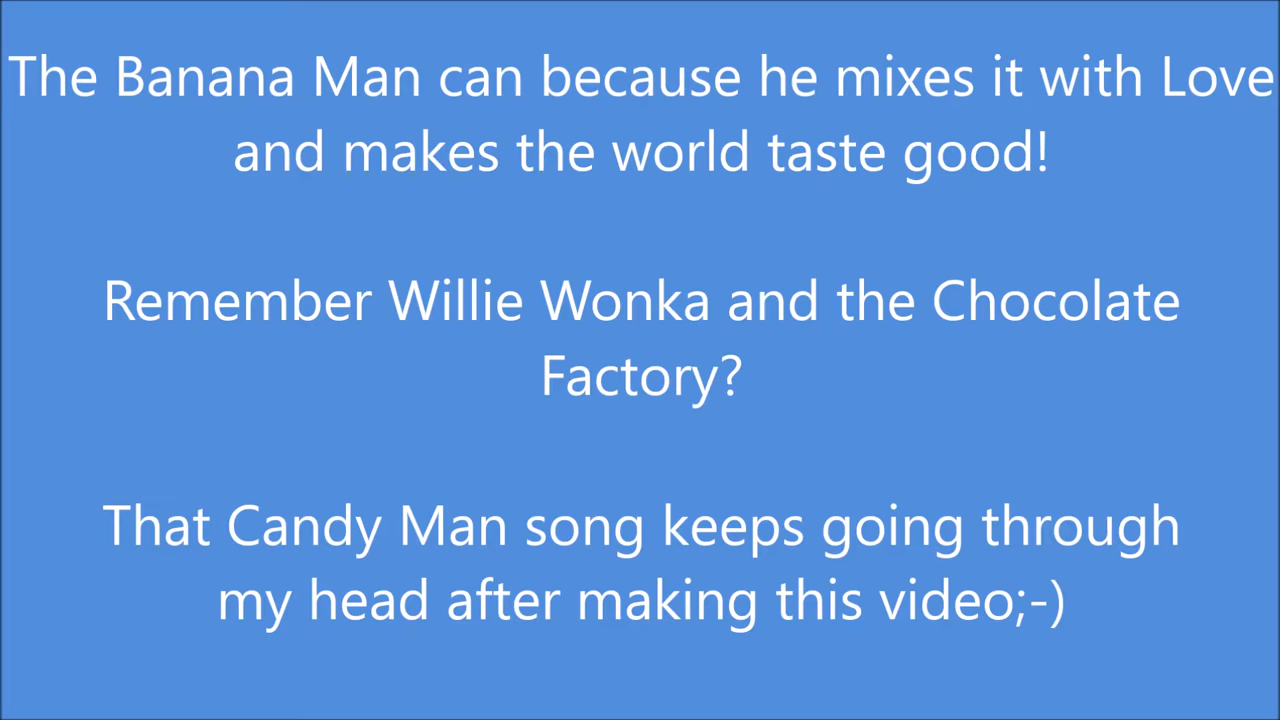 The Banana Man can because he mixes it with Love
and makes the world taste good!
Remember Willie Wonka and the Chocolate
Factory?
That Candy Man song keeps going through
my head after making this video;-)